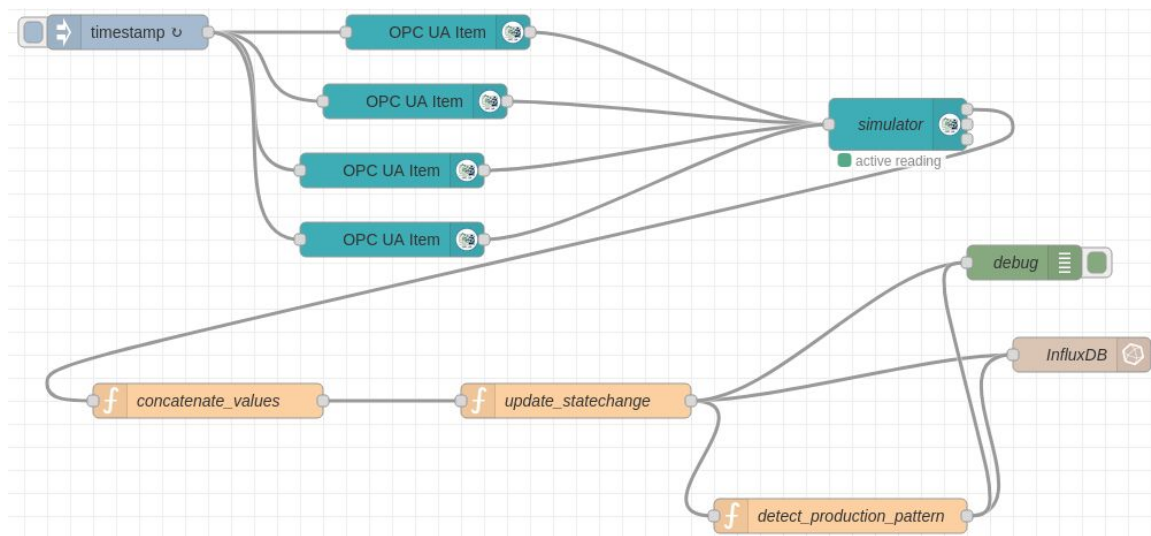 timestamp ↻
OPC UA Item
OPC UA Item
simulator
active reading
OPC UA Item
OPC UA Item
debug
InfluxDB
concatenate_values
update_statechange
detect_production_pattern